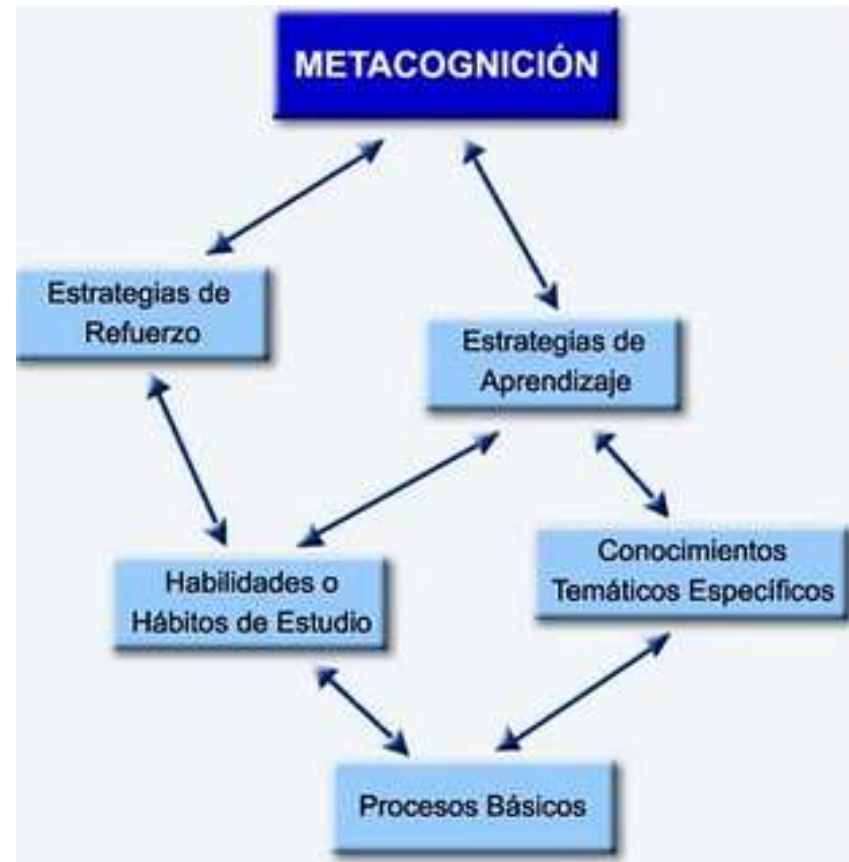 METACOGNICIÓN
Estrategias de
Refuerzo
Estrategias de
Aprendizaje
Habilidades o
Hábitos de Estudio
Conocimientos
Temáticos Específicos
Procesos Básicos